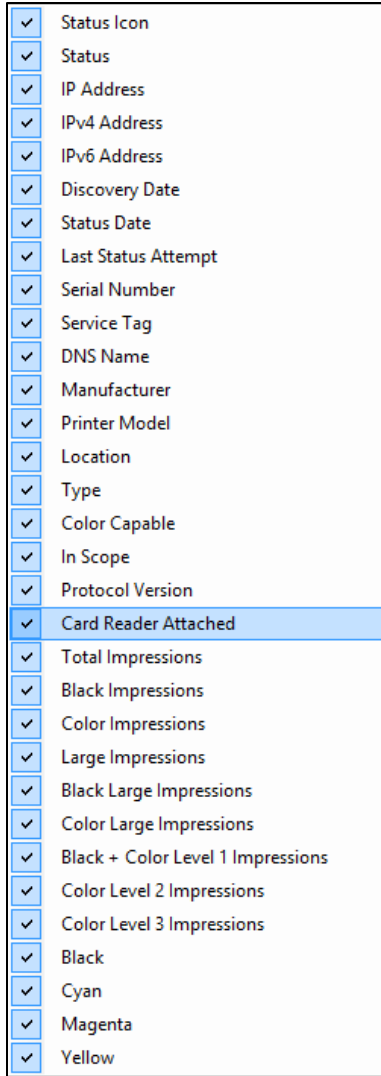 Status Icon
Status
IP Address
IPv4 Address
IPv6 Address
Discovery Date
Status Date
Last Status Attempt
Serial Number
Service Tag
DNS Name
Manufacturer
Printer Model
Location
Type
Color Capable
In Scope
Protocol Version
Card Reader Attached
Total Impressions
Black Impressions
Color Impressions
Large Impressions
Black Large Impressions
Color Large Impressions
Black + Color Level 1 Impressions
Color Level 2 Impressions
Color Level 3 Impressions
Black
Cyan
Magenta
Yellow